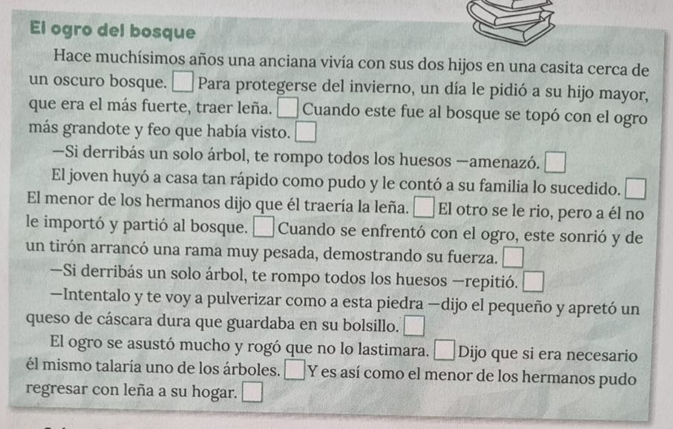 El ogro del bosque
Hace muchísimos años una anciana vivía con sus dos hijos en una casita cerca de
un oscuro bosque. Para protegerse del invierno, un día le pidió a su hijo mayor,
que era el más fuerte, traer leña. Cuando este fue al bosque se topó con el ogro
más grandote y feo que había visto.
—Si derribás un solo árbol, te rompo todos los huesos —amenazó.
El joven huyó a casa tan rápido como pudo y le contó a su familia lo sucedido.
El menor de los hermanos dijo que él traería la leña. El otro se le rio, pero a él no
le importó y partió al bosque. Cuando se enfrentó con el ogro, este sonrió y de
un tirón arrancó una rama muy pesada, demostrando su fuerza.
—Si derribás un solo árbol, te rompo todos los huesos —repitió.
—Intentalo y te voy a pulverizar como a esta piedra —dijo el pequeño y apretó un
queso de cáscara dura que guardaba en su bolsillo.
El ogro se asustó mucho y rogó que no lo lastimara. Dijo que si era necesario
él mismo talaría uno de los árboles. Y es así como el menor de los hermanos pudo
regresar con leña a su hogar.